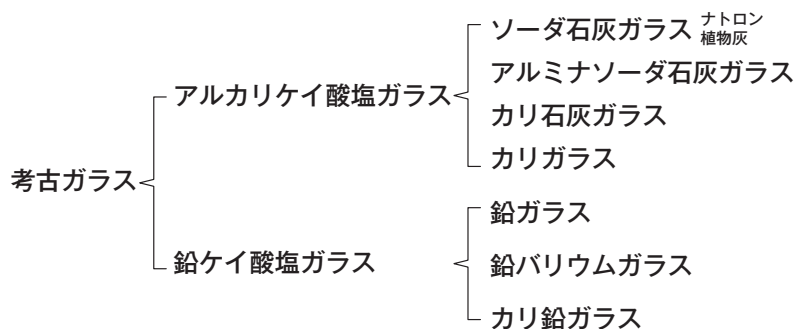 ソーダ石灰ガラス ナトロン
植物灰
アルミナソーダ石灰ガラス
アルカリケイ酸塩ガラス
カリ石灰ガラス
カリガラス
考古ガラス
鉛ガラス
鉛ケイ酸塩ガラス
鉛バリウムガラス
カリ鉛ガラス